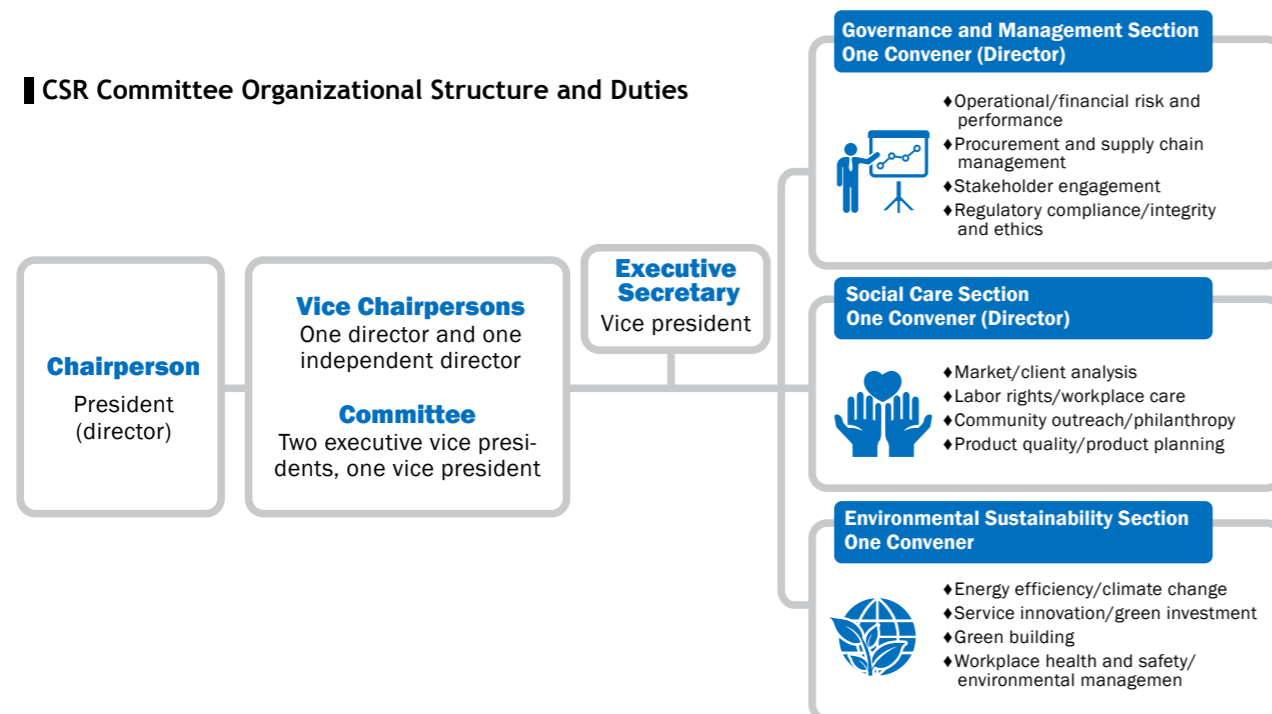 CSR Committee Organizational Structure and Duties
Chairperson
President
(director)
Vice Chairpersons
One director and one
independent director
Committee
Two executive vice presi-
dents, one vice president
Executive
Secretary
Vice president
Governance and Management Section
One Convener (Director)
♦Operational/financial risk and
performance
♦Procurement and supply chain
management
♦Stakeholder engagement
♦Regulatory compliance/integrity
and ethics
Social Care Section
One Convener (Director)
♦Market/client analysis
♦Labor rights/workplace care
♦Community outreach/philanthropy
♦Product quality/product planning
Environmental Sustainability Section
One Convener
♦Energy efficiency/climate change
♦Service innovation/green investment
♦Green building
♦Workplace health and safety/
environmental managemen